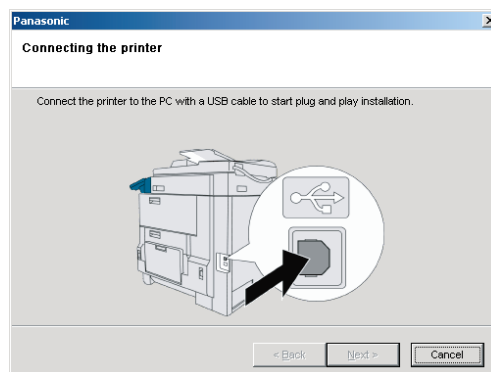 Panasonic
Connecting the printer
Connect the printer to the PC with a USB cable to start plug and play installation.
< Back
Next >
Cancel